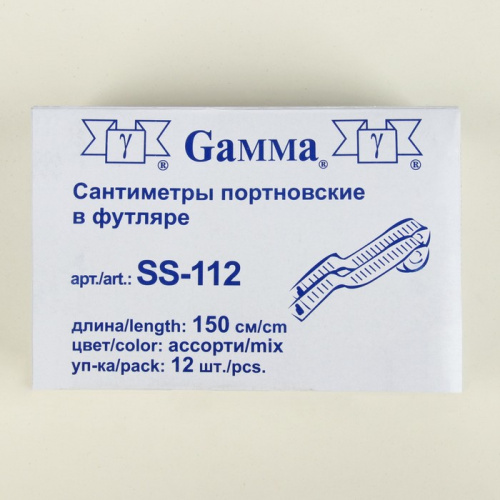 γ ® Gamma ® γ ®
Сантиметры портновские
в футляре
арт./art.: SS-112
длина/length: 150 см/cm
цвет/color: ассорти/mix
уп-ка/pack: 12 шт./pcs.